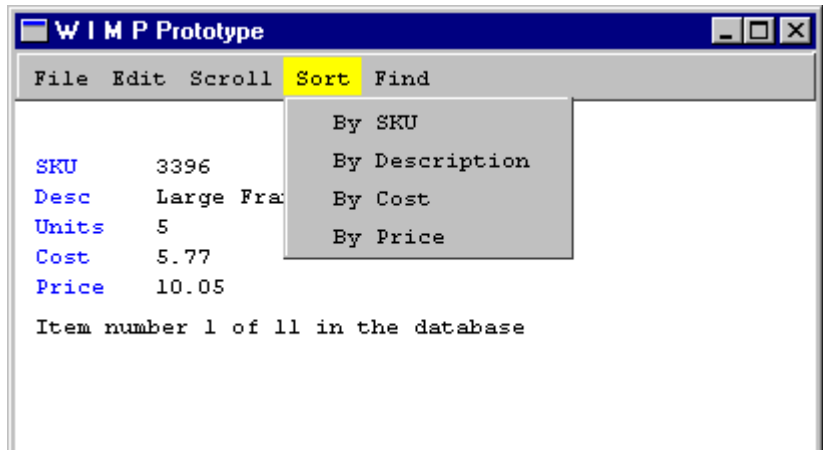 W I M P Prototype
File Edit Scroll Sort Find
By SKU
By Description
By Cost
By Price
SKU 3396
Desc Large
Units 5
Cost 5.77
Price 10.05
Item number 1 of 11 in the database